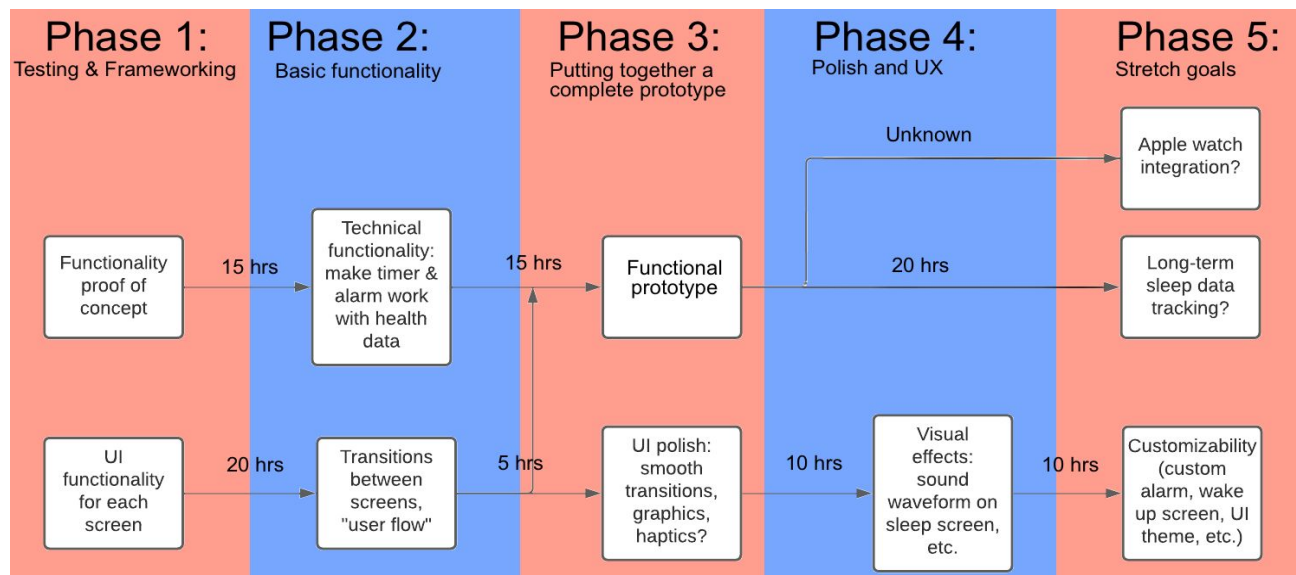 Phase 1:
Testing & Frameworking
Phase 2:
Basic functionality
Phase 3:
Putting together a
complete prototype
Phase 4:
Polish and UX
Phase 5:
Stretch goals
Unknown
Apple watch
integration?
Functionality
proof of
concept
15 hrs
Technical
functionality:
make timer &
alarm work
with health
data
15 hrs
Functional
prototype
20 hrs
Long-term
sleep data
tracking?
UI
functionality
for each
screen
20 hrs
Transitions
between
screens,
"user flow"
5 hrs
UI polish:
smooth
transitions,
graphics,
haptics?
10 hrs
Visual
effects:
sound
waveform on
sleep screen,
etc.
10 hrs
Customizability
(custom
alarm, wake
up screen, UI
theme, etc.)